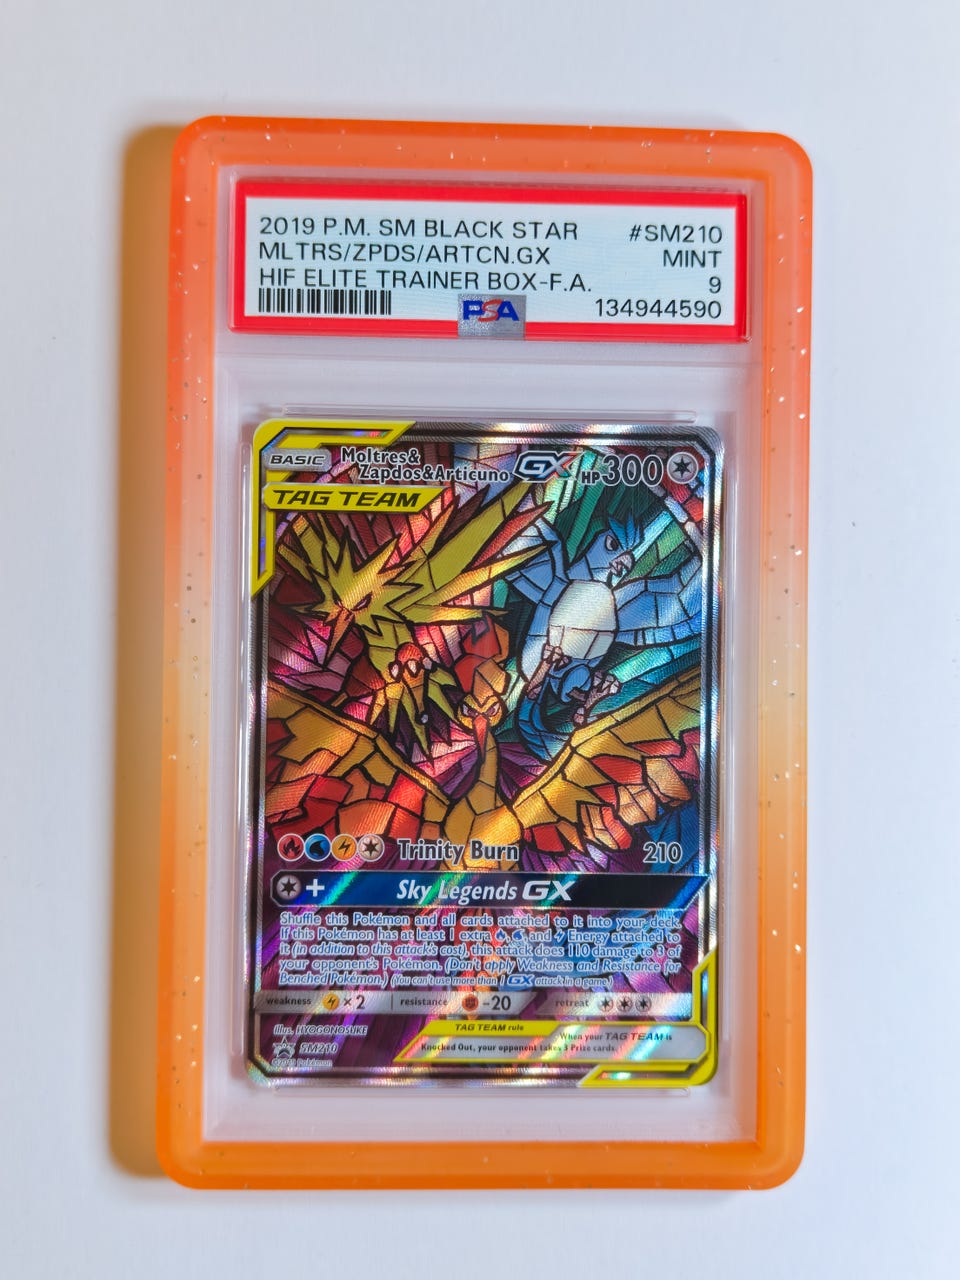 2019 P.M. SM BLACK STAR #SM210
MLTRS/ZPDS/ARTCN.GX MINT
HIF ELITE TRAINER BOX-F.A. 9
PSA 134944590
BASIC Moltres&
Zapdos&Articuno GX HP300
TAG TEAM
Trinity Burn 210
+ Sky Legends GX
Shuffle this Pokémon and all cards attached to it into your deck.
If this Pokémon has at least 1 extra , , and Energy attached to
it (in addition to this attack's cost), this attack does 110 damage to 3 of
your opponent's Pokémon. (Don't apply Weakness and Resistance for
Benched Pokémon.) (You can't use more than 1 GX attack in a game.)
weakness ×2 resistance -20 retreat
Illus. HYOGONOSUKE
SM210
©2019 Pokémon
TAG TEAM rule When your TAG TEAM is
Knocked Out, your opponent takes 3 Prize cards.